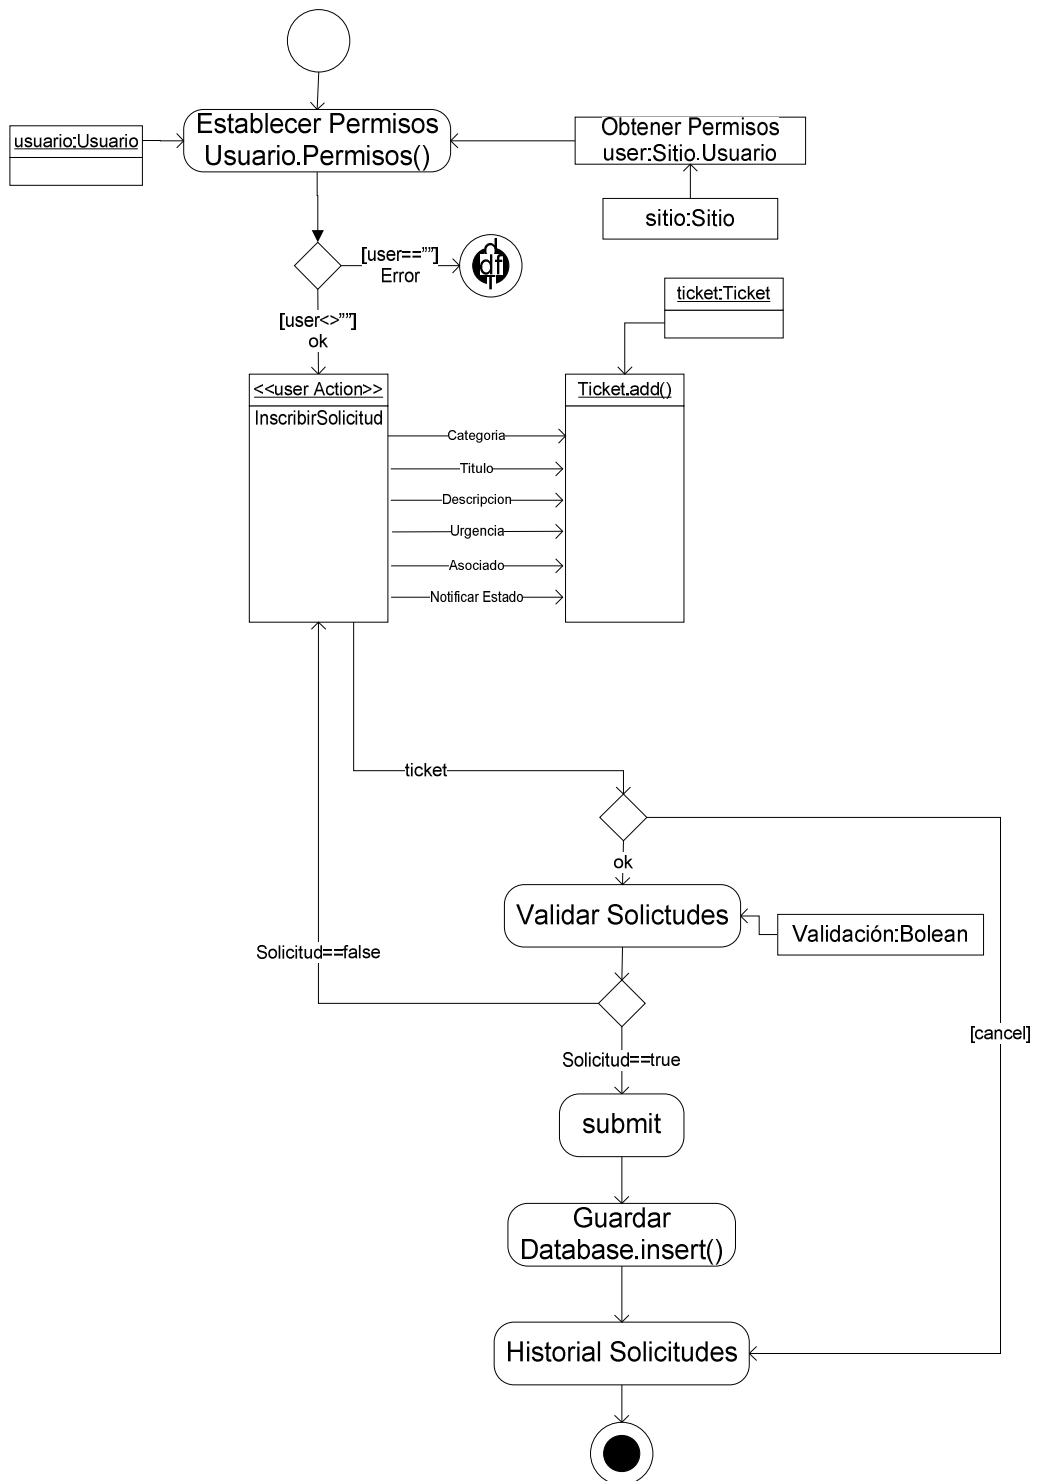 Establecer Permisos
Usuario.Permisos()
usuario:Usuario
Obtener Permisos
user:Sitio.Usuario
sitio:Sitio
[user==””]
Error
d
df
[user<>””]
ok
ticket:Ticket
<<user Action>>
InscribirSolicitud
Ticket.add()
Categoria
Titulo
Descripcion
Urgencia
Asociado
Notificar Estado
ticket
ok
Validar Solictudes
Validación:Bolean
Solicitud==false
[cancel]
Solicitud==true
submit
Guardar
Database.insert()
Historial Solicitudes